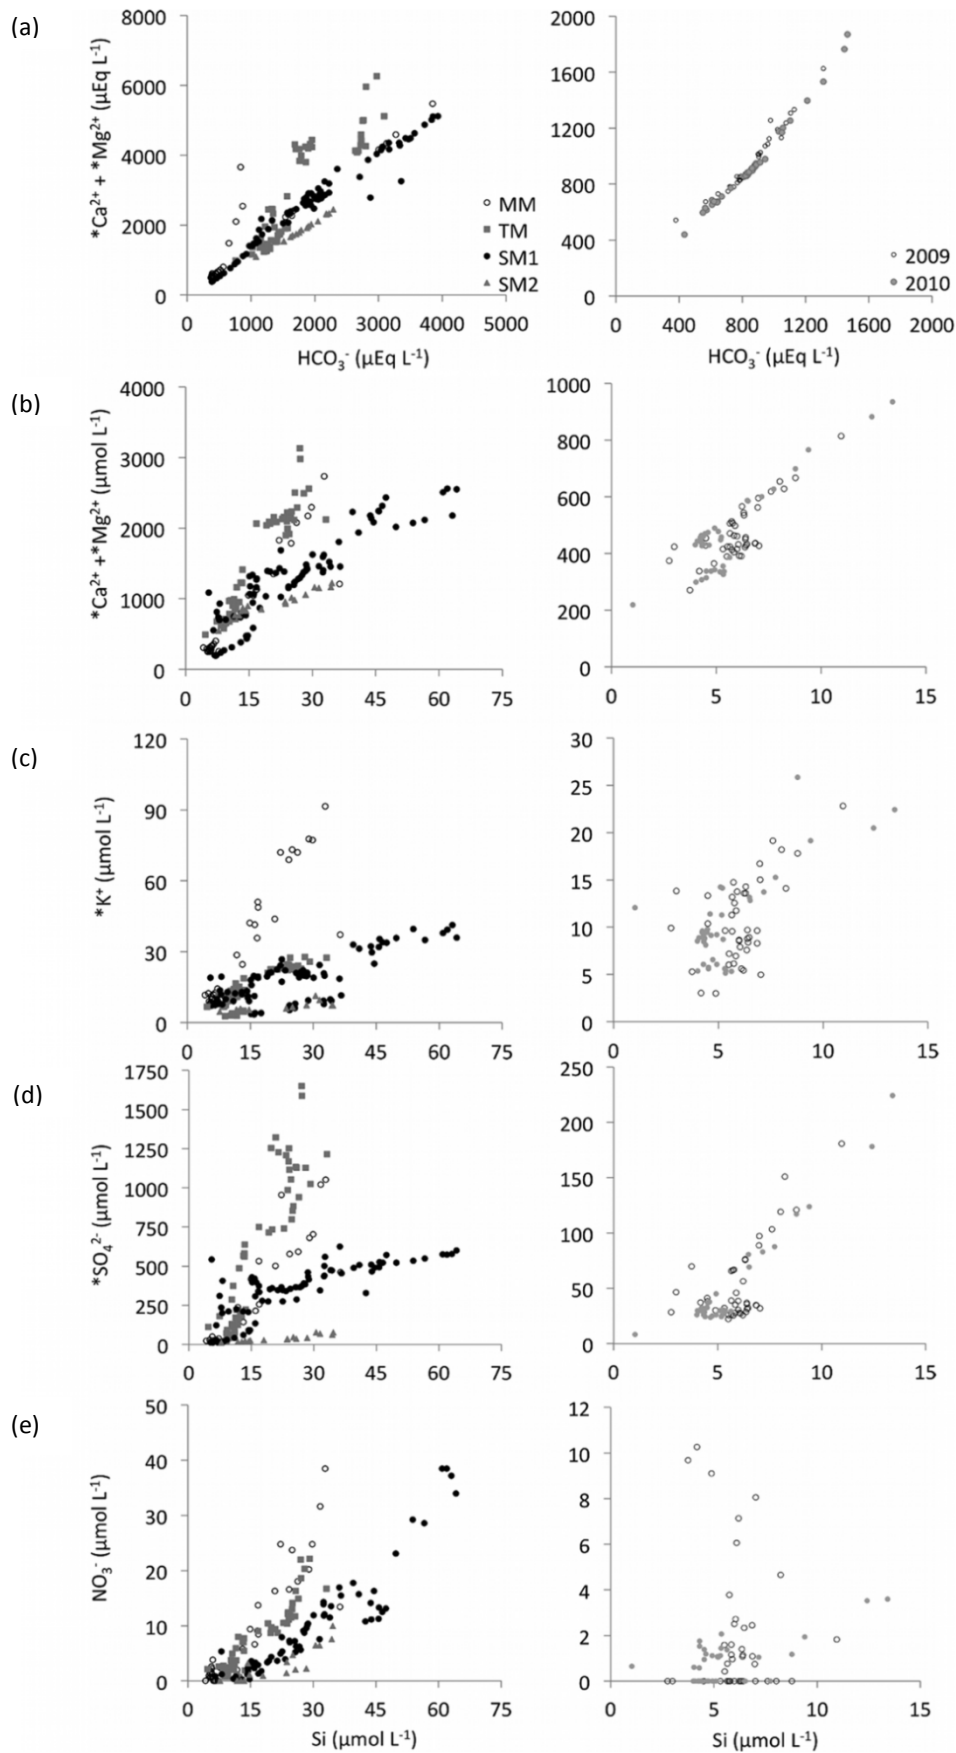 (a)
*Ca²⁺ + *Mg²⁺ (μEq L⁻¹)
8000
6000
4000
2000
0
0 1000 2000 3000 4000 5000
HCO₃⁻ (μEq L⁻¹)
MM
TM
SM1
SM2
2000
1600
1200
800
400
0
0 400 800 1200 1600 2000
HCO₃⁻ (μEq L⁻¹)
2009
2010
(b)
*Ca²⁺ +*Mg²⁺ (μmol L⁻¹)
4000
3000
2000
1000
0
0 15 30 45 60 75
1000
800
600
400
200
0
0 5 10 15
(c)
*K⁺ (μmol L⁻¹)
120
90
60
30
0
0 15 30 45 60 75
30
25
20
15
10
5
0
0 5 10 15
(d)
*SO₄²⁻ (μmol L⁻¹)
1750
1500
1250
1000
750
500
250
0
0 15 30 45 60 75
250
200
150
100
50
0
0 5 10 15
(e)
NO₃⁻ (μmol L⁻¹)
50
40
30
20
10
0
0 15 30 45 60 75
Si (μmol L⁻¹)
12
10
8
6
4
2
0
0 5 10 15
Si (μmol L⁻¹)